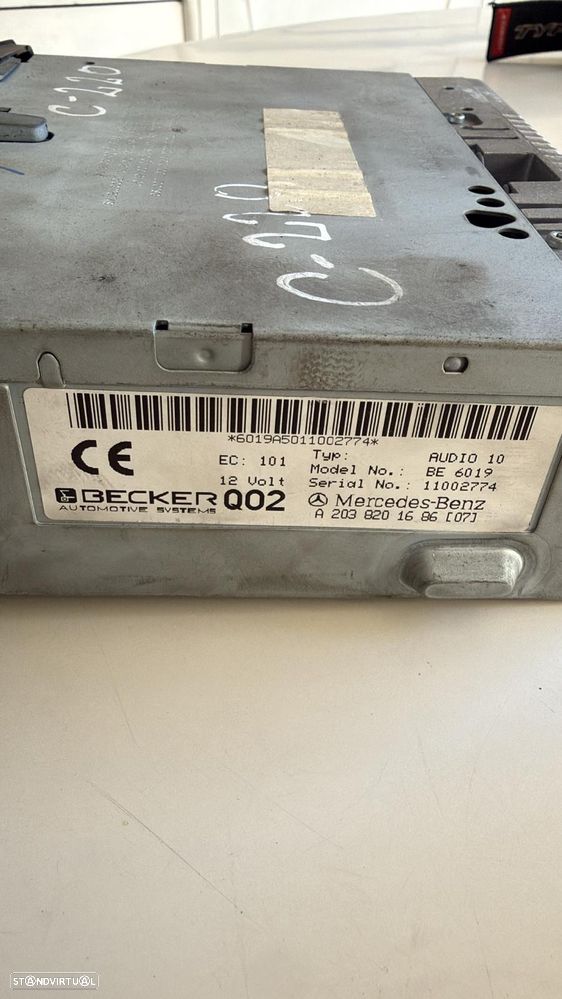 TYP
C-220
C-220
*6019A5011002774*
CE
EC: 101
12 Volt
Typ: AUDIO 10
Model No.: BE 6019
Serial No.: 11002774
BECKER
AUTOMOTIVE SYSTEMS
Q02
Mercedes-Benz
A 203 820 16 86 [07]
STANDVIRTUAL